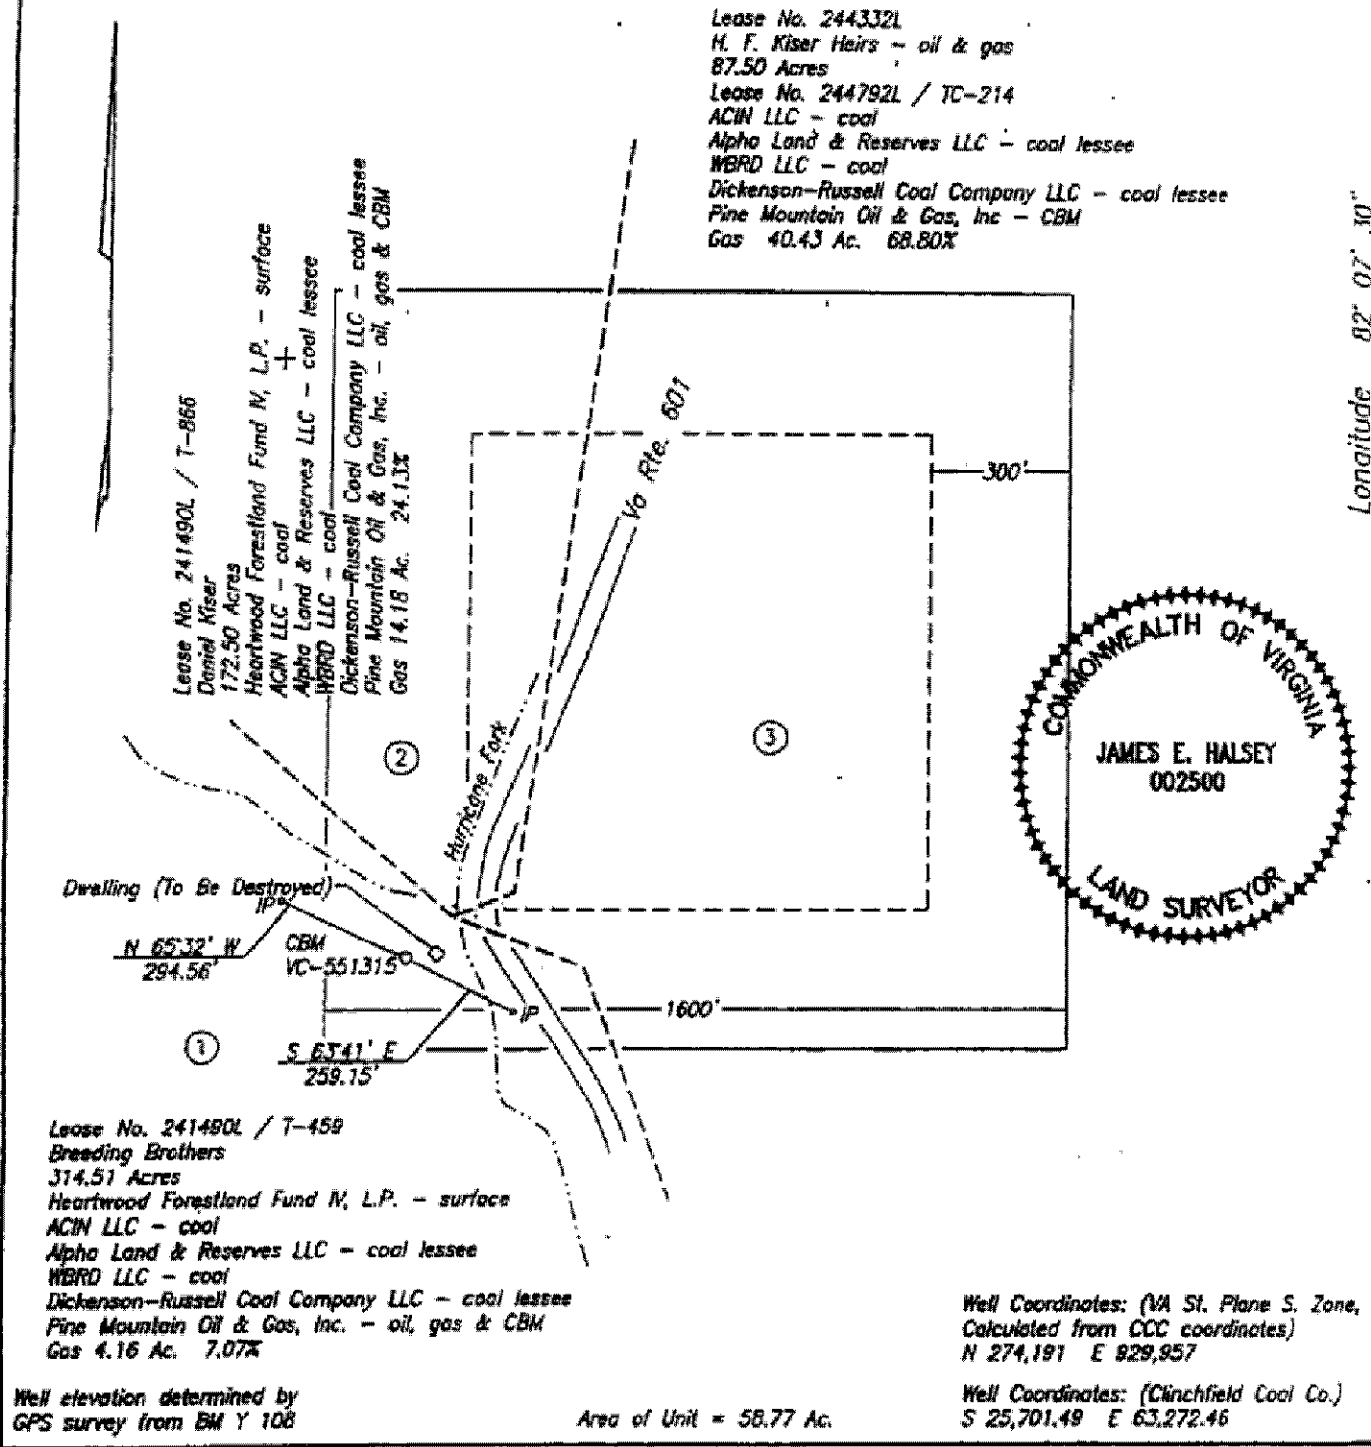 Lease No. 244332L
H. F. Kiser Heirs - oil & gas
87.50 Acres
Lease No. 244792L / TC-214
ACIN LLC - coal
Alpha Land & Reserves LLC - coal lessee
WBRD LLC - coal
Dickenson-Russell Coal Company LLC - coal lessee
Pine Mountain Oil & Gas, Inc - CBM
Gas 40.43 Ac. 68.80%
Longitude 82° 07' 30"
Lease No. 241490L / T-866
Daniel Kiser
172.50 Acres
Heartwood Forestland Fund IV, L.P. - surface
ACIN LLC - coal
Alpha Land & Reserves LLC - coal lessee
WBRD LLC - coal
Dickenson-Russell Coal Company LLC - coal lessee
Pine Mountain Oil & Gas, Inc. - oil, gas & CBM
Gas 14.18 Ac. 24.13%
Va Rte. 601
300'
COMMONWEALTH OF VIRGINIA
JAMES E. HALSEY
002500
LAND SURVEYOR
2
3
Hurricane Fork
Dwelling (To Be Destroyed)
IP
N 65°32' W
294.56'
CBM
VC-551315
IP
1600'
1
S 63°41' E
259.15'
Lease No. 241490L / T-459
Breeding Brothers
314.51 Acres
Heartwood Forestland Fund IV, L.P. - surface
ACIN LLC - coal
Alpha Land & Reserves LLC - coal lessee
WBRD LLC - coal
Dickenson-Russell Coal Company LLC - coal lessee
Pine Mountain Oil & Gas, Inc. - oil, gas & CBM
Gas 4.16 Ac. 7.07%
Well elevation determined by
GPS survey from BM Y 108
Area of Unit = 58.77 Ac.
Well Coordinates: (VA St. Plane S. Zone,
Calculated from CCC coordinates)
N 274,191 E 929,957
Well Coordinates: (Clinchfield Coal Co.)
S 25,701.49 E 63,272.46